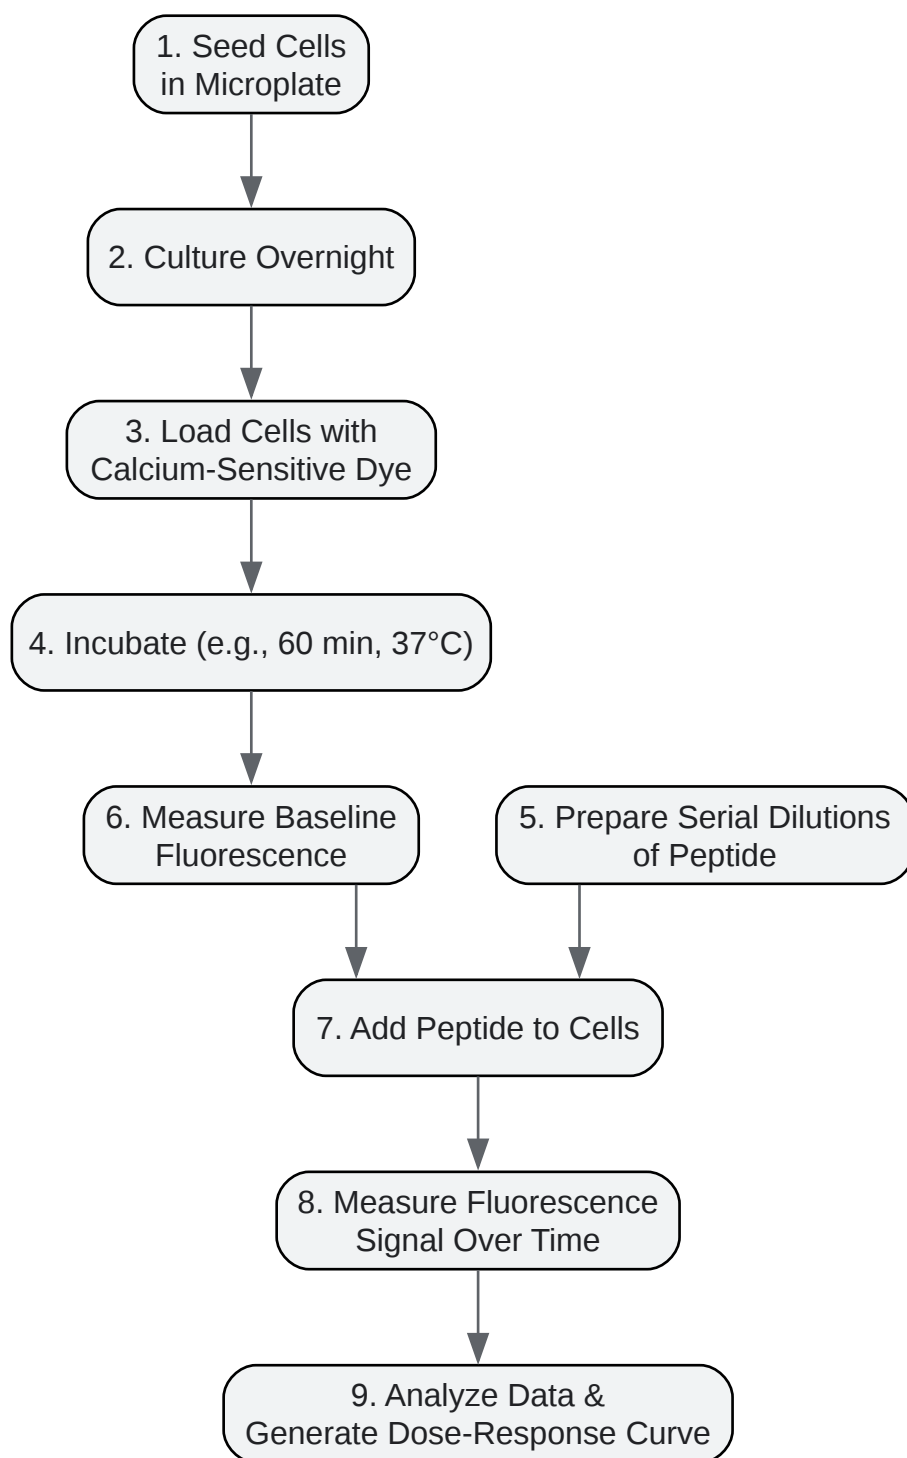 1. Seed Cells
in Microplate
2. Culture Overnight
3. Load Cells with
Calcium-Sensitive Dye
4. Incubate (e.g., 60 min, 37°C)
6. Measure Baseline
Fluorescence
5. Prepare Serial Dilutions
of Peptide
7. Add Peptide to Cells
8. Measure Fluorescence
Signal Over Time
9. Analyze Data &
Generate Dose-Response Curve